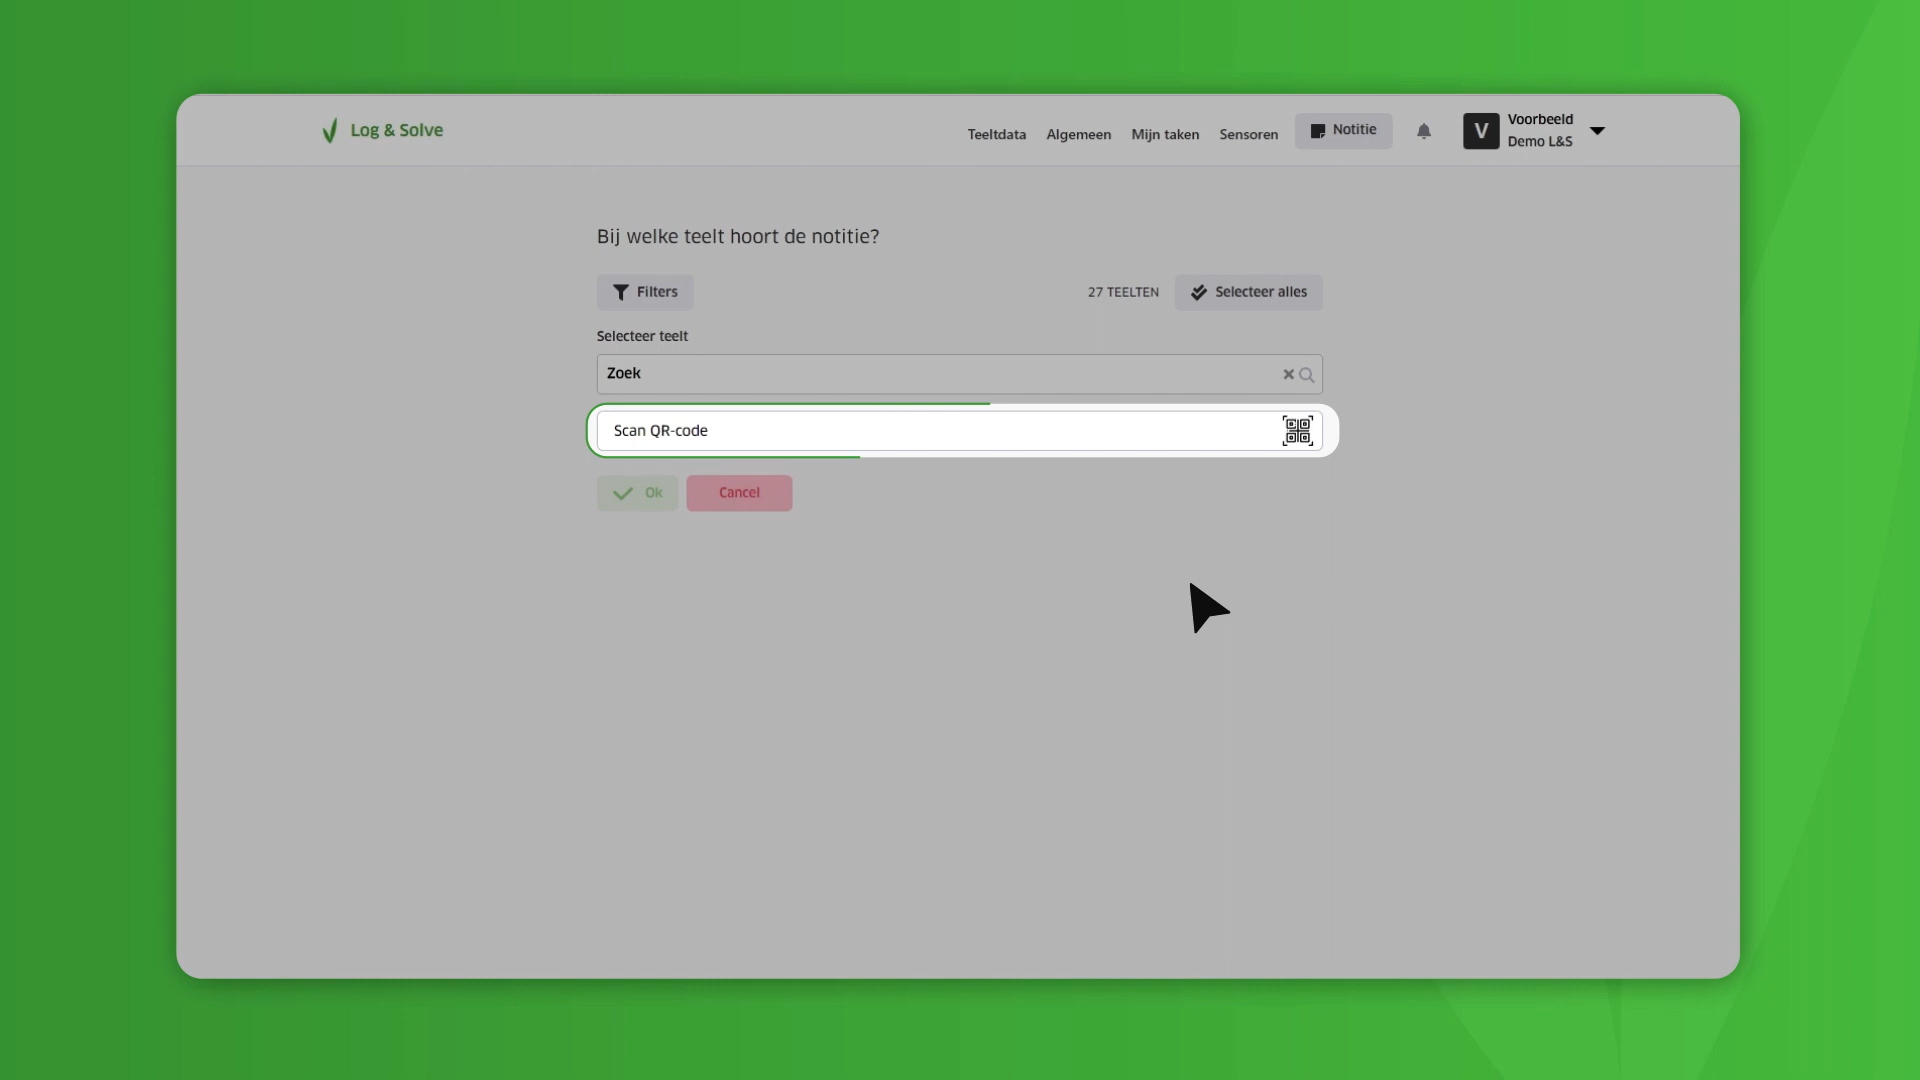 Log & Solve
Teeltdata Algemeen Mijn taken Sensoren Notitie V Voorbeeld
Demo L&S
Bij welke teelt hoort de notitie?
Filters 27 TEELTEN Selecteer alles
Selecteer teelt
Zoek
Scan QR-code
Ok Cancel